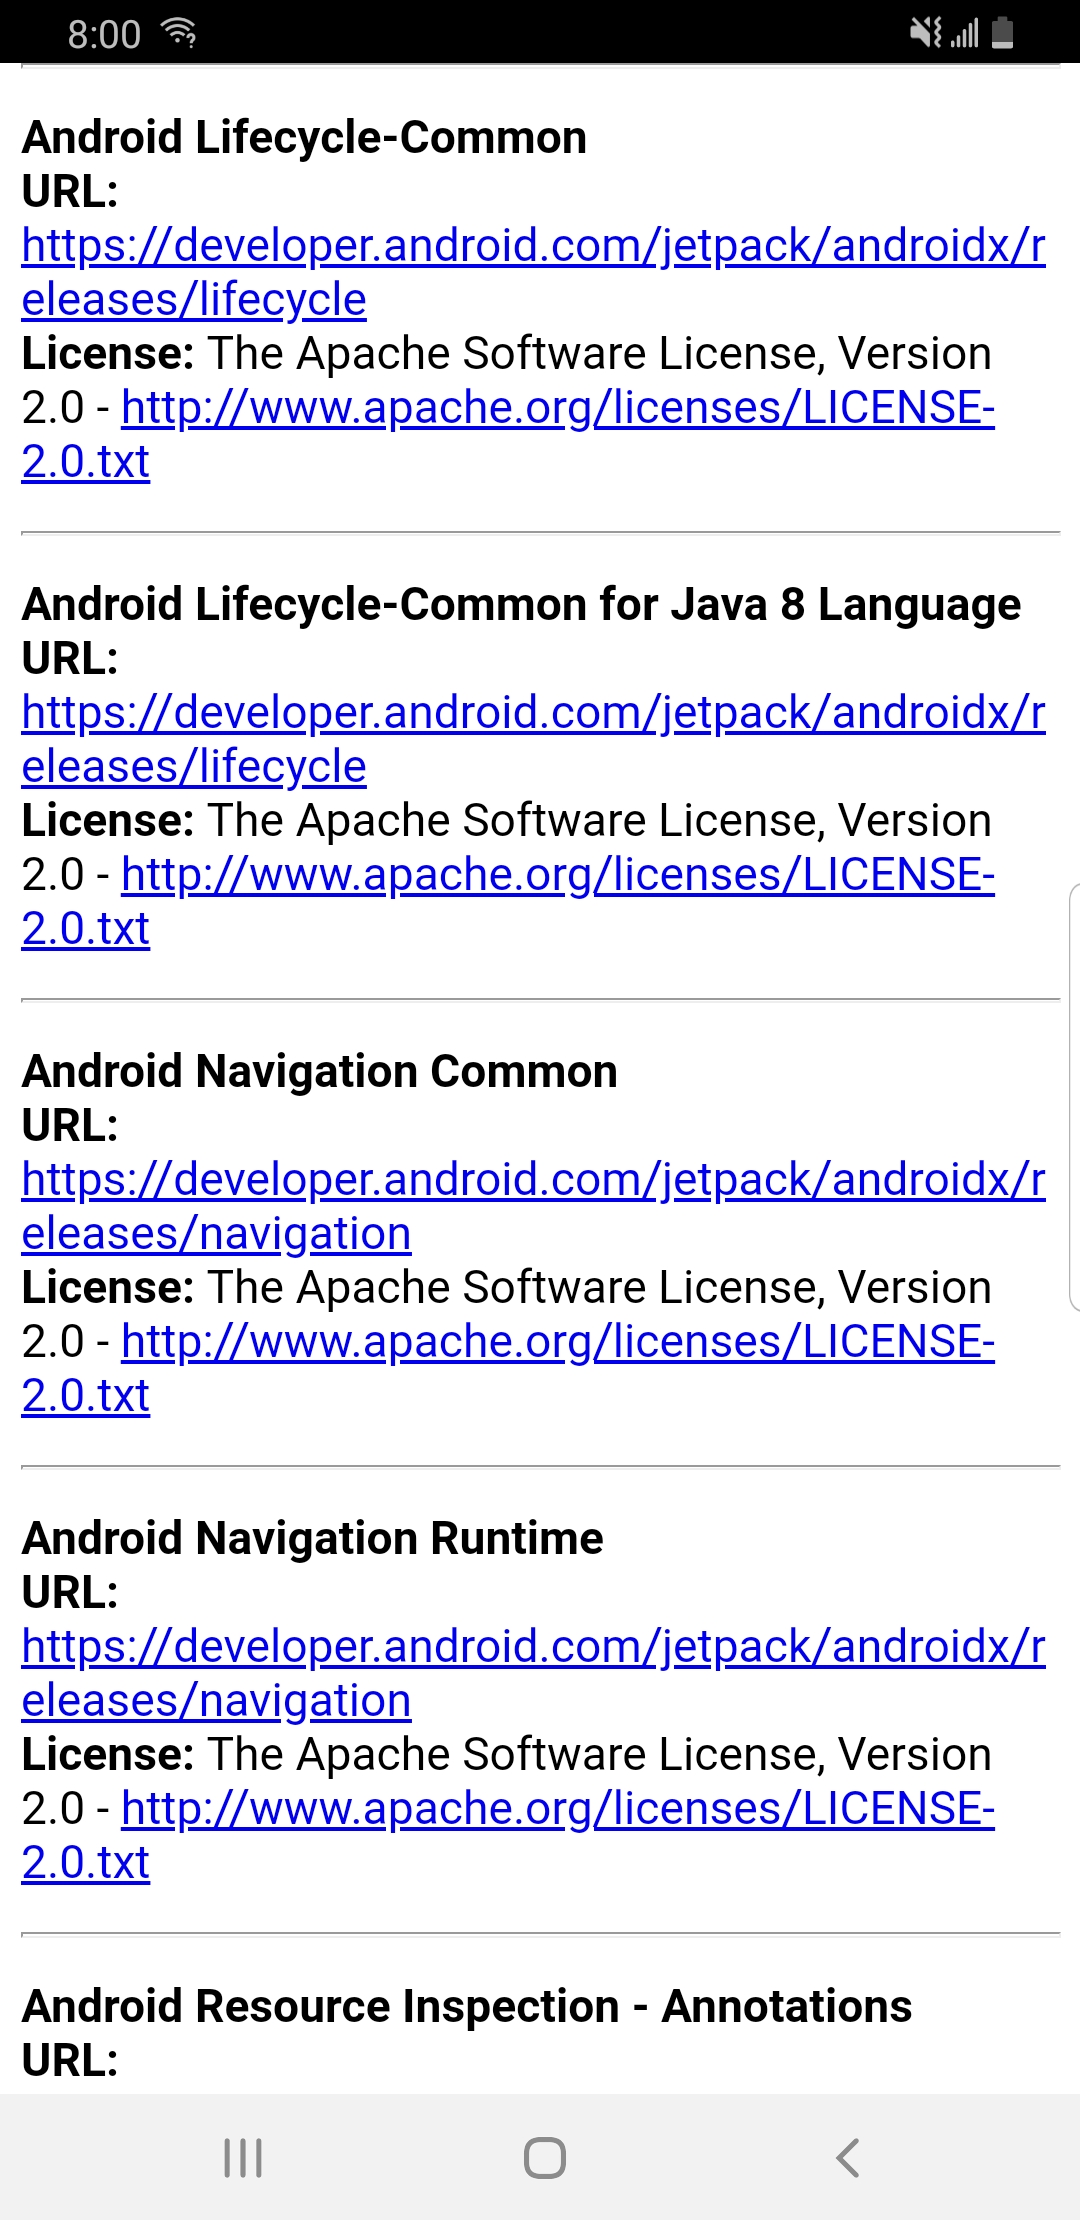 8:00
Android Lifecycle-Common
URL:
https://developer.android.com/jetpack/androidx/r
eleases/lifecycle
License: The Apache Software License, Version
2.0 - http://www.apache.org/licenses/LICENSE-
2.0.txt
Android Lifecycle-Common for Java 8 Language
URL:
https://developer.android.com/jetpack/androidx/r
eleases/lifecycle
License: The Apache Software License, Version
2.0 - http://www.apache.org/licenses/LICENSE-
2.0.txt
Android Navigation Common
URL:
https://developer.android.com/jetpack/androidx/r
eleases/navigation
License: The Apache Software License, Version
2.0 - http://www.apache.org/licenses/LICENSE-
2.0.txt
Android Navigation Runtime
URL:
https://developer.android.com/jetpack/androidx/r
eleases/navigation
License: The Apache Software License, Version
2.0 - http://www.apache.org/licenses/LICENSE-
2.0.txt
Android Resource Inspection - Annotations
URL: